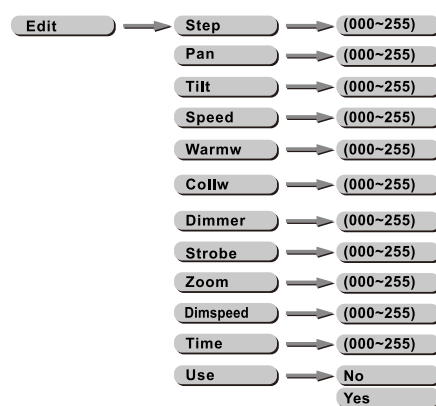 Edit Step (000~255)
Pan (000~255)
Tilt (000~255)
Speed (000~255)
Warmw (000~255)
Collw (000~255)
Dimmer (000~255)
Strobe (000~255)
Zoom (000~255)
Dimspeed (000~255)
Time (000~255)
Use No
Yes